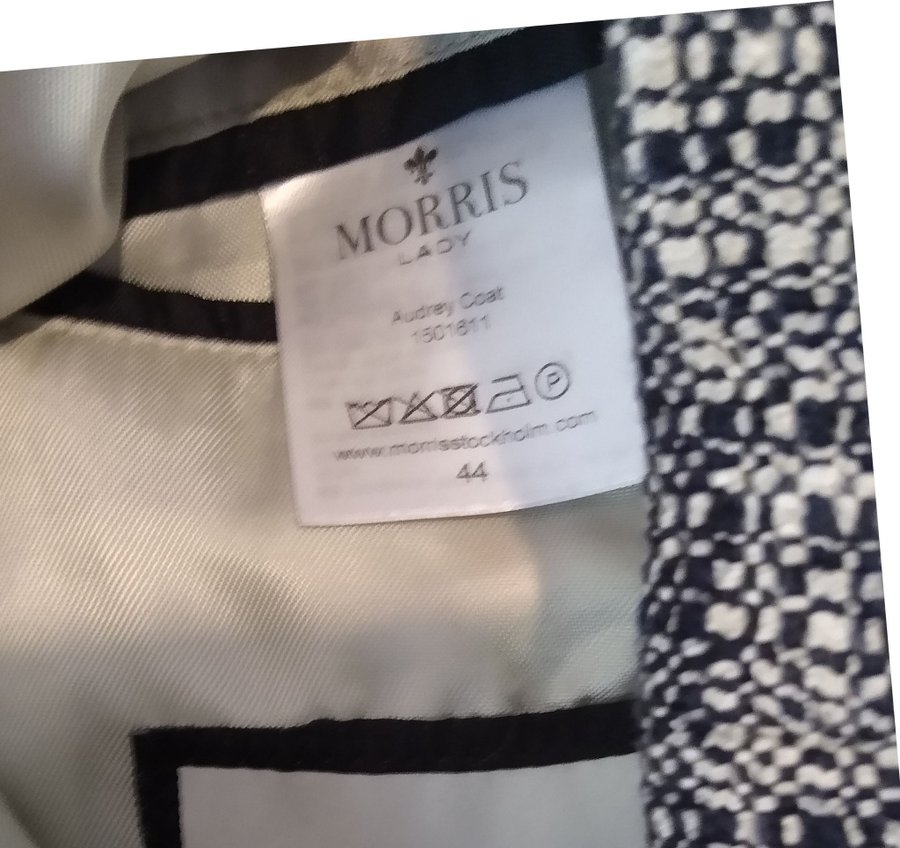 MORRIS
LADY
Audrey Coat
1501611
P
www.morrisstockholm.com
44